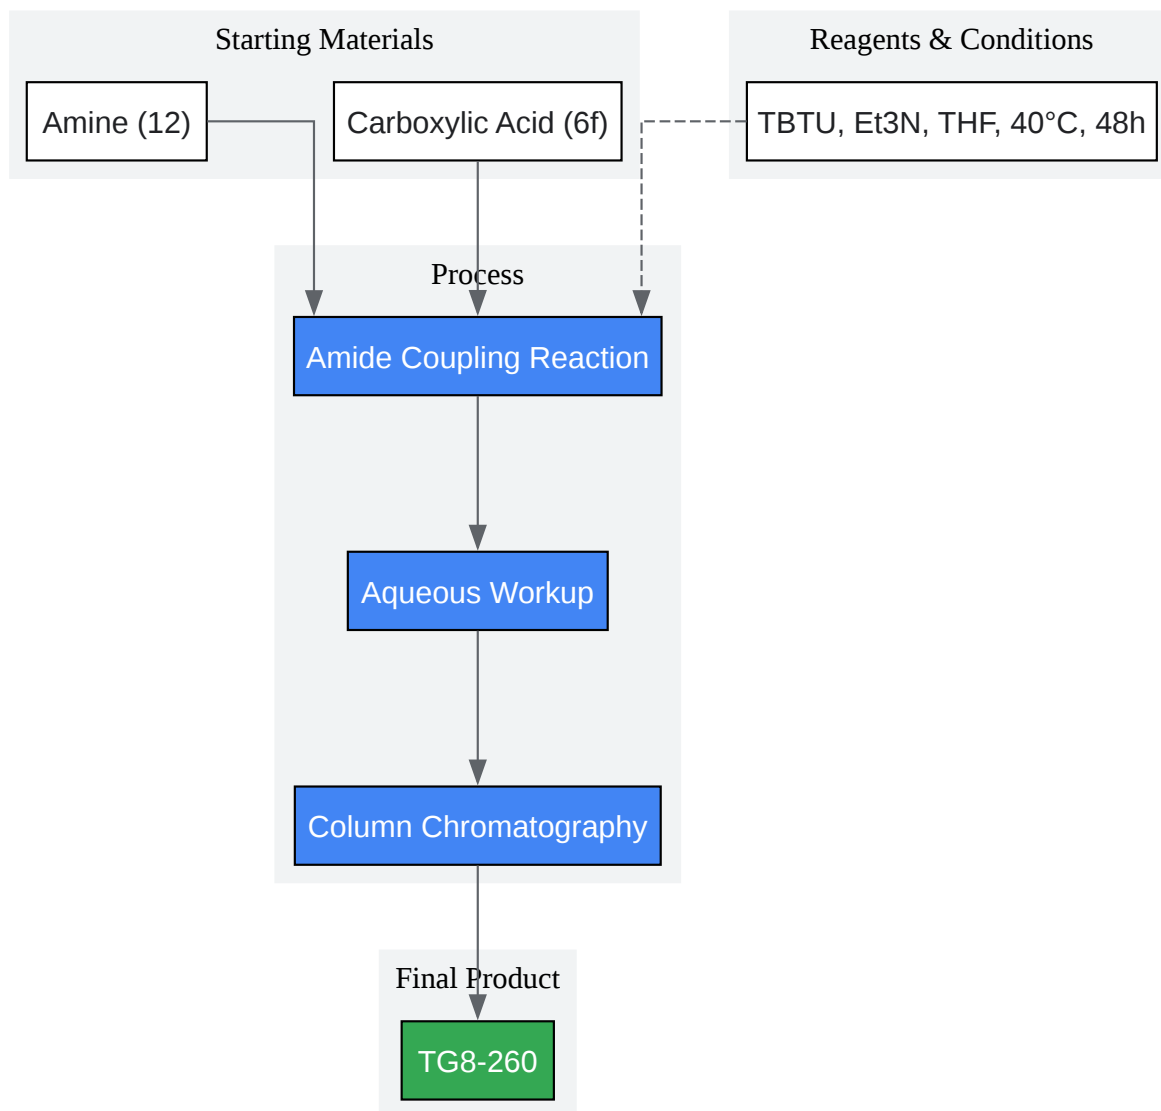 Starting Materials
Reagents & Conditions
Amine (12)
Carboxylic Acid (6f)
TBTU, Et3N, THF, 40°C, 48h
Process
Amide Coupling Reaction
Aqueous Workup
Column Chromatography
Final Product
TG8-260